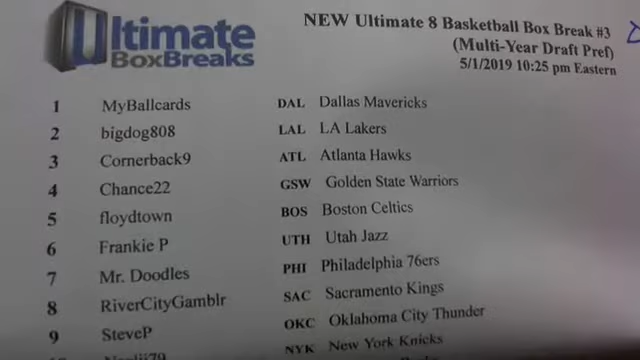 Ultimate
BoxBreaks
NEW Ultimate 8 Basketball Box Break #3
(Multi-Year Draft Pref)
5/1/2019 10:25 pm Eastern
1 MyBallcards DAL Dallas Mavericks
2 bigdog808 LAL LA Lakers
3 Cornerback9 ATL Atlanta Hawks
4 Chance22 GSW Golden State Warriors
5 floydtown BOS Boston Celtics
6 Frankie P UTH Utah Jazz
7 Mr. Doodles PHI Philadelphia 76ers
8 RiverCityGamblr SAC Sacramento Kings
9 SteveP OKC Oklahoma City Thunder
NYK New York Knicks